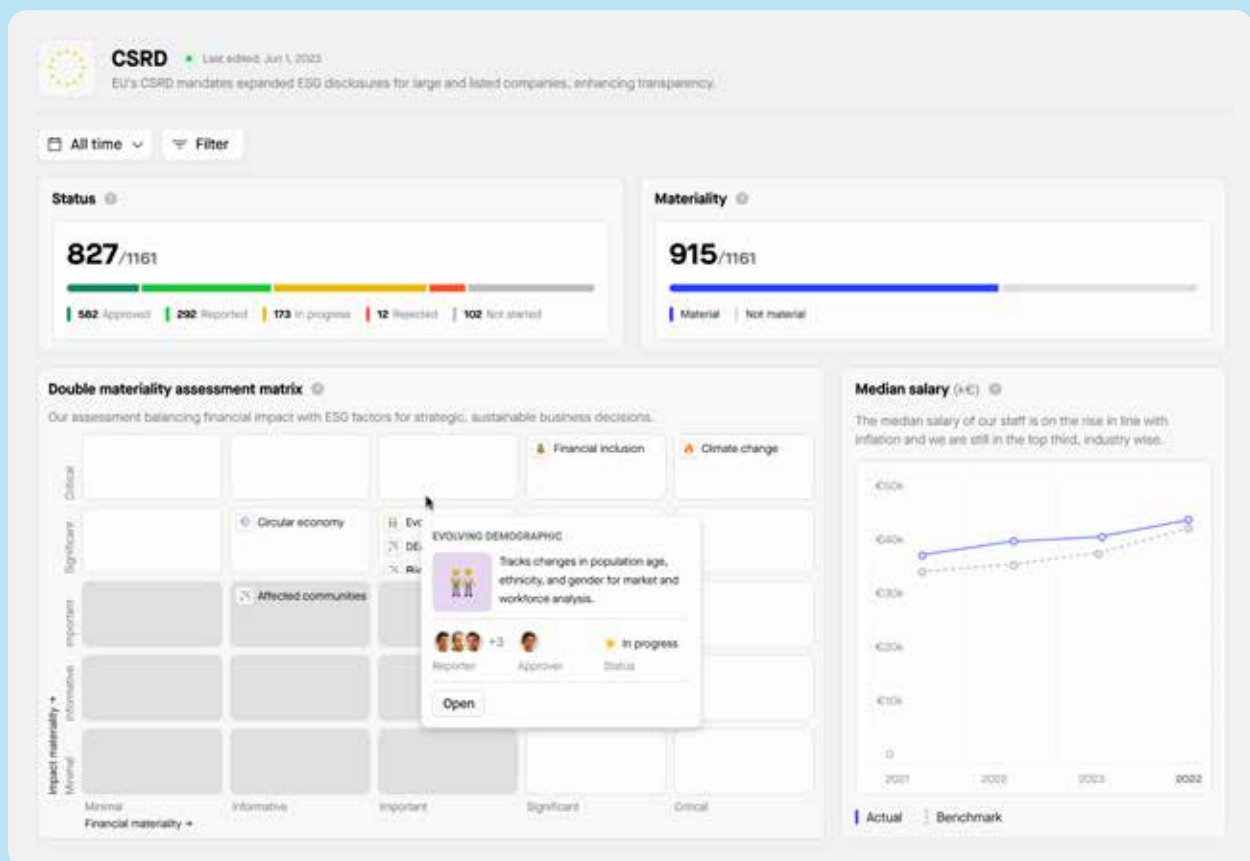 CSRD Last edited: Jun 1, 2023
EU's CSRD mandates expanded ESG disclosures for large and listed companies, enhancing transparency.
All time Filter
Status
827/1161
582 Approved 292 Reported 173 In progress 12 Rejected 102 Not started
Materiality
915/1161
Material Not material
Double materiality assessment matrix
Our assessment balancing financial impact with ESG factors for strategic, sustainable business decisions.
Critical
Significant
Important
Informative
Minimal
Impact materiality →
Financial inclusion
Climate change
Circular economy
Evo
DE
Affected communities
EVOLVING DEMOGRAPHIC
Tracks changes in population age,
ethnicity, and gender for market and
workforce analysis.
+3 In progress
Reporter Approver Status
Open
Minimal Informative Important Significant Critical
Financial materiality →
Median salary (k€)
The median salary of our staff is on the rise in line with
inflation and we are still in the top third, industry wise.
€50k
€40k
€30k
€20k
€10k
0
2021 2022 2023 2022
Actual Benchmark